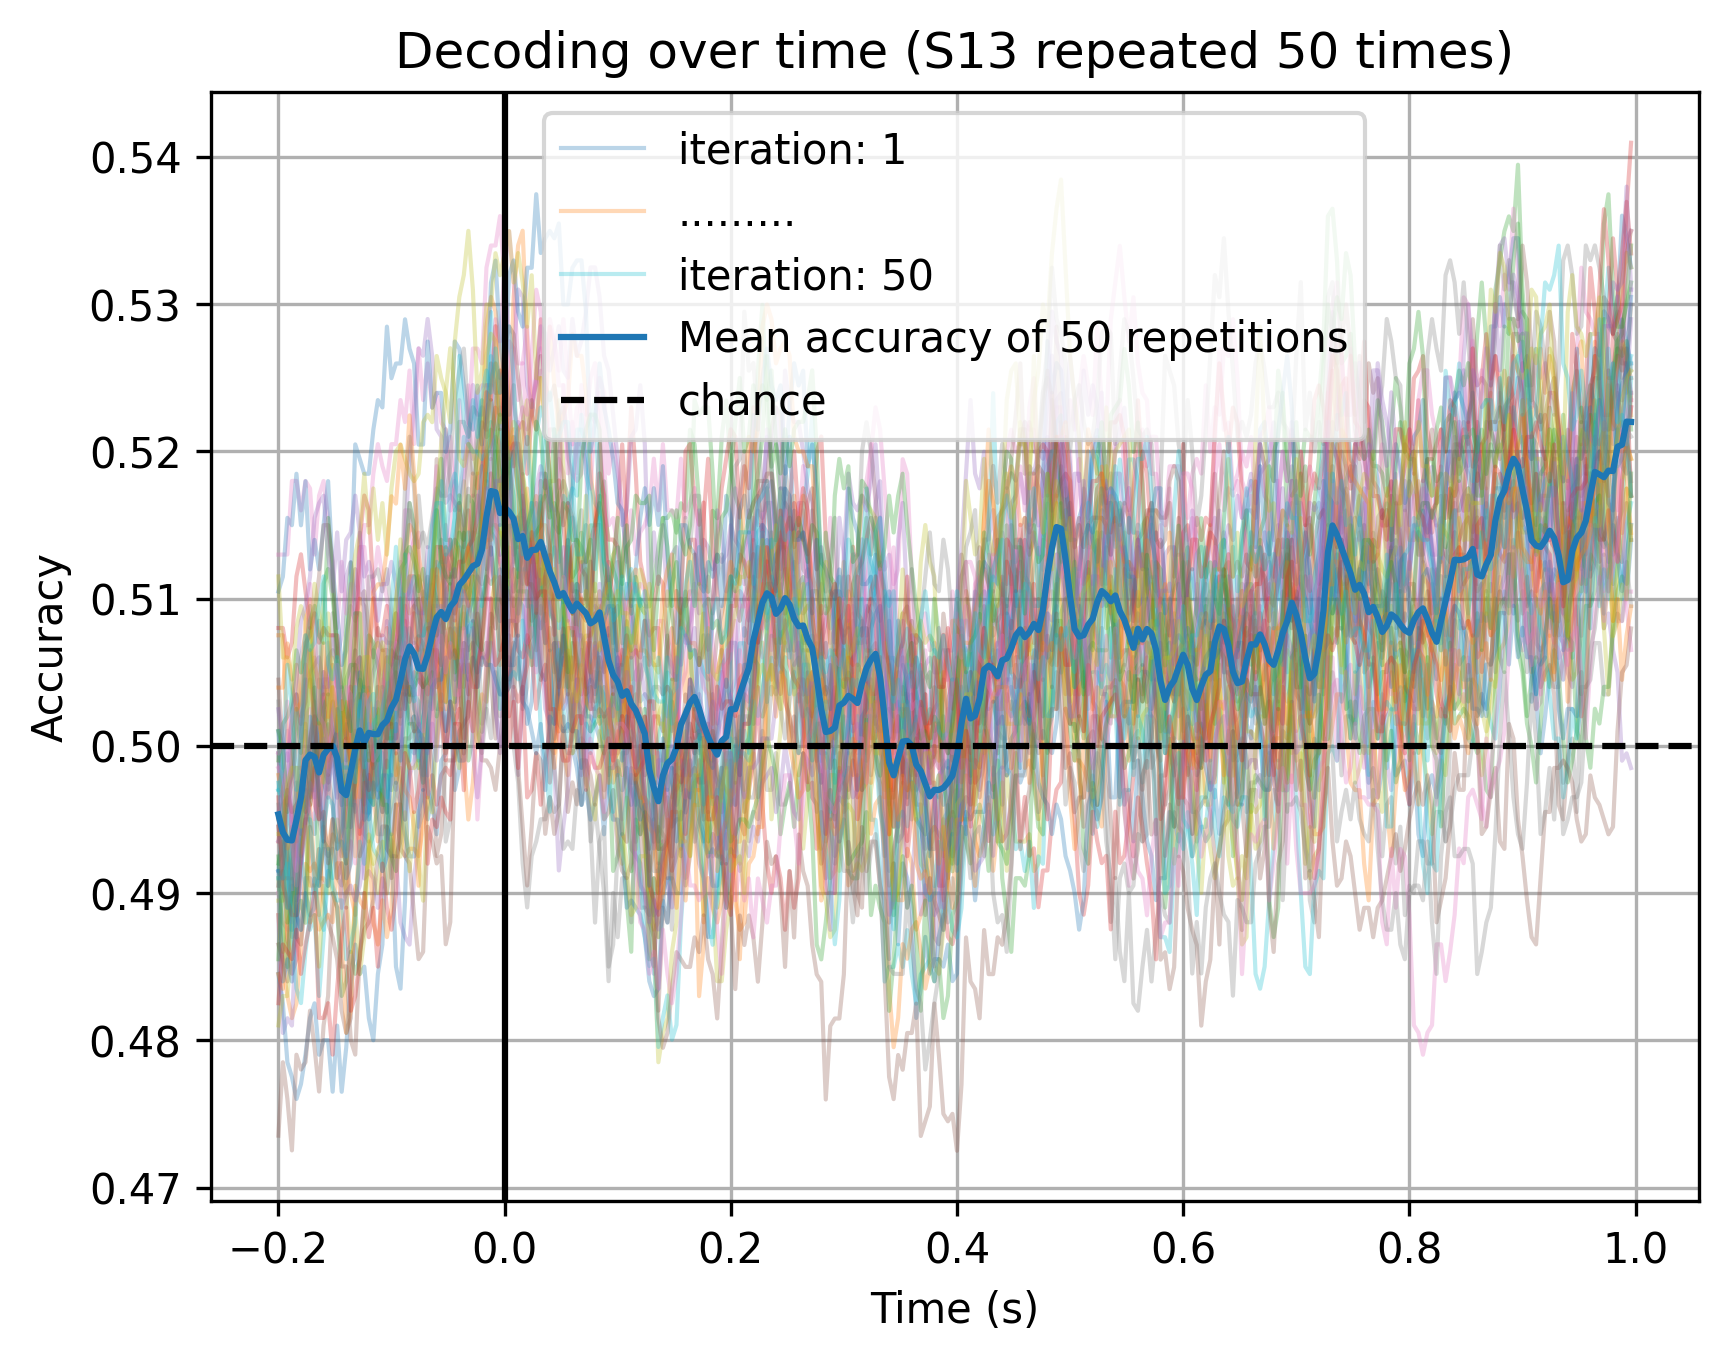 Decoding over time (S13 repeated 50 times)
iteration: 1
.........
iteration: 50
Mean accuracy of 50 repetitions
chance
Accuracy
0.54
0.53
0.52
0.51
0.50
0.49
0.48
0.47
−0.2
0.0
0.2
0.4
0.6
0.8
1.0
Time (s)